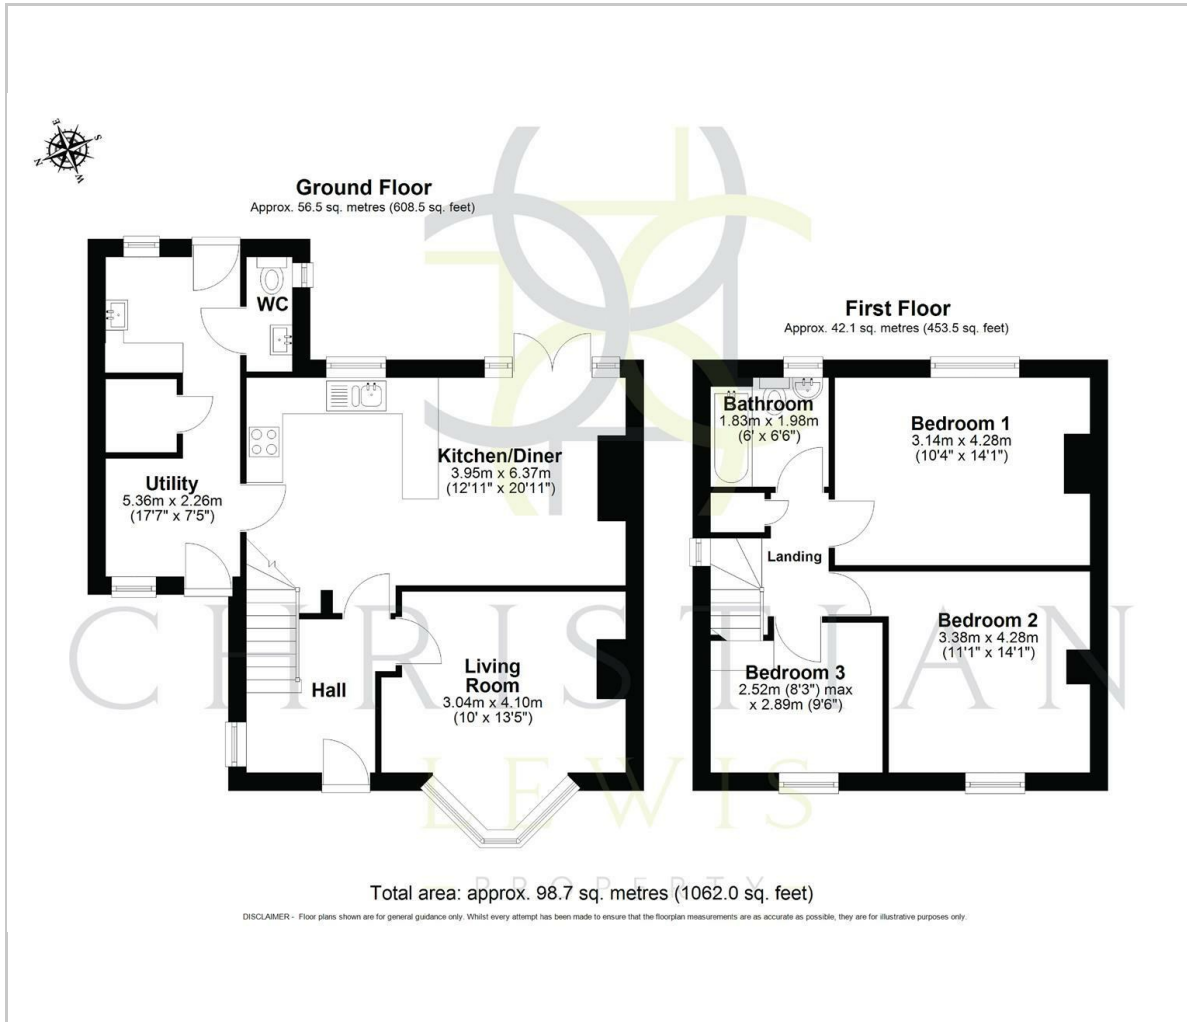 E
S
N
W
Ground Floor
Approx. 56.5 sq. metres (608.5 sq. feet)
WC
Kitchen/Diner
3.95m x 6.37m
(12'11" x 20'11")
Utility
5.36m x 2.26m
(17'7" x 7'5")
Hall
Living
Room
3.04m x 4.10m
(10' x 13'5")
First Floor
Approx. 42.1 sq. metres (453.5 sq. feet)
Bathroom
1.83m x 1.98m
(6' x 6'6")
Bedroom 1
3.14m x 4.28m
(10'4" x 14'1")
Landing
Bedroom 2
3.38m x 4.28m
(11'1" x 14'1")
Bedroom 3
2.52m (8'3") max
x 2.89m (9'6")
CHRISTIAN
LEWIS
PROPERTY
Total area: approx. 98.7 sq. metres (1062.0 sq. feet)
DISCLAIMER - Floor plans shown are for general guidance only. Whilst every attempt has been made to ensure that the floorplan measurements are as accurate as possible, they are for illustrative purposes only.